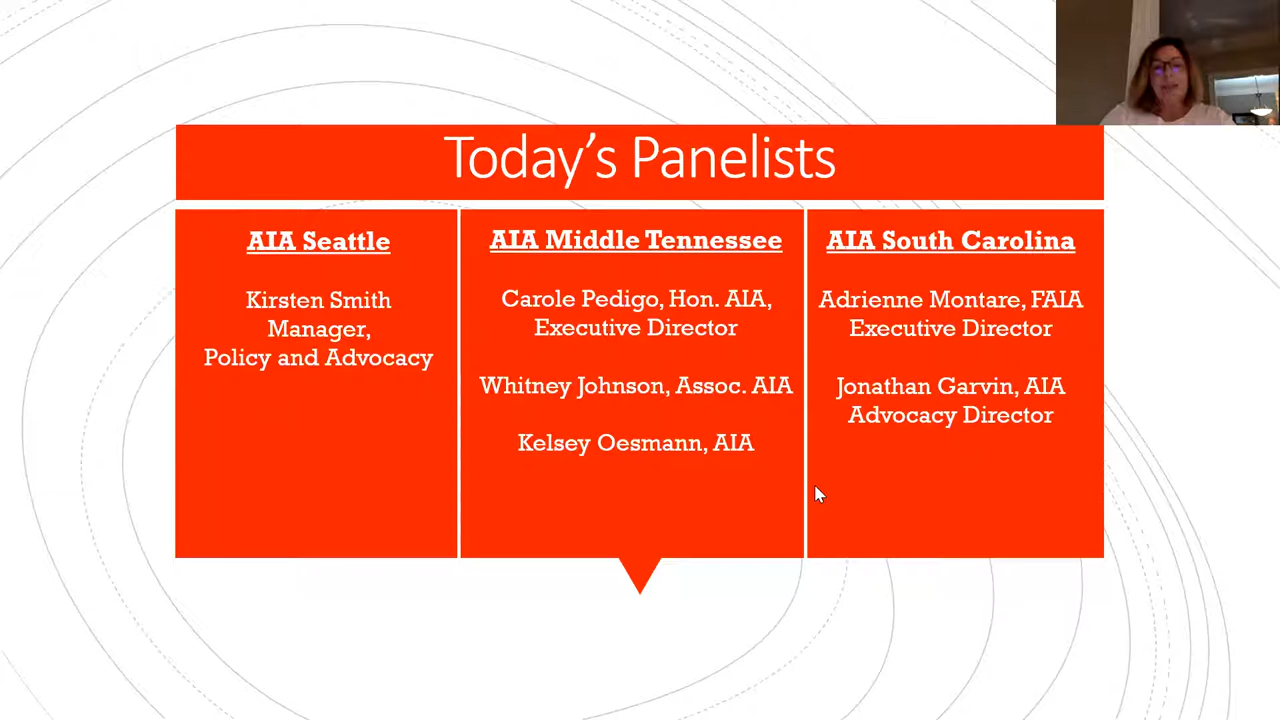 Today's Panelists
AIA Seattle
Kirsten Smith
Manager,
Policy and Advocacy
AIA Middle Tennessee
Carole Pedigo, Hon. AIA,
Executive Director
Whitney Johnson, Assoc. AIA
Kelsey Oesmann, AIA
AIA South Carolina
Adrienne Montare, FAIA
Executive Director
Jonathan Garvin, AIA
Advocacy Director